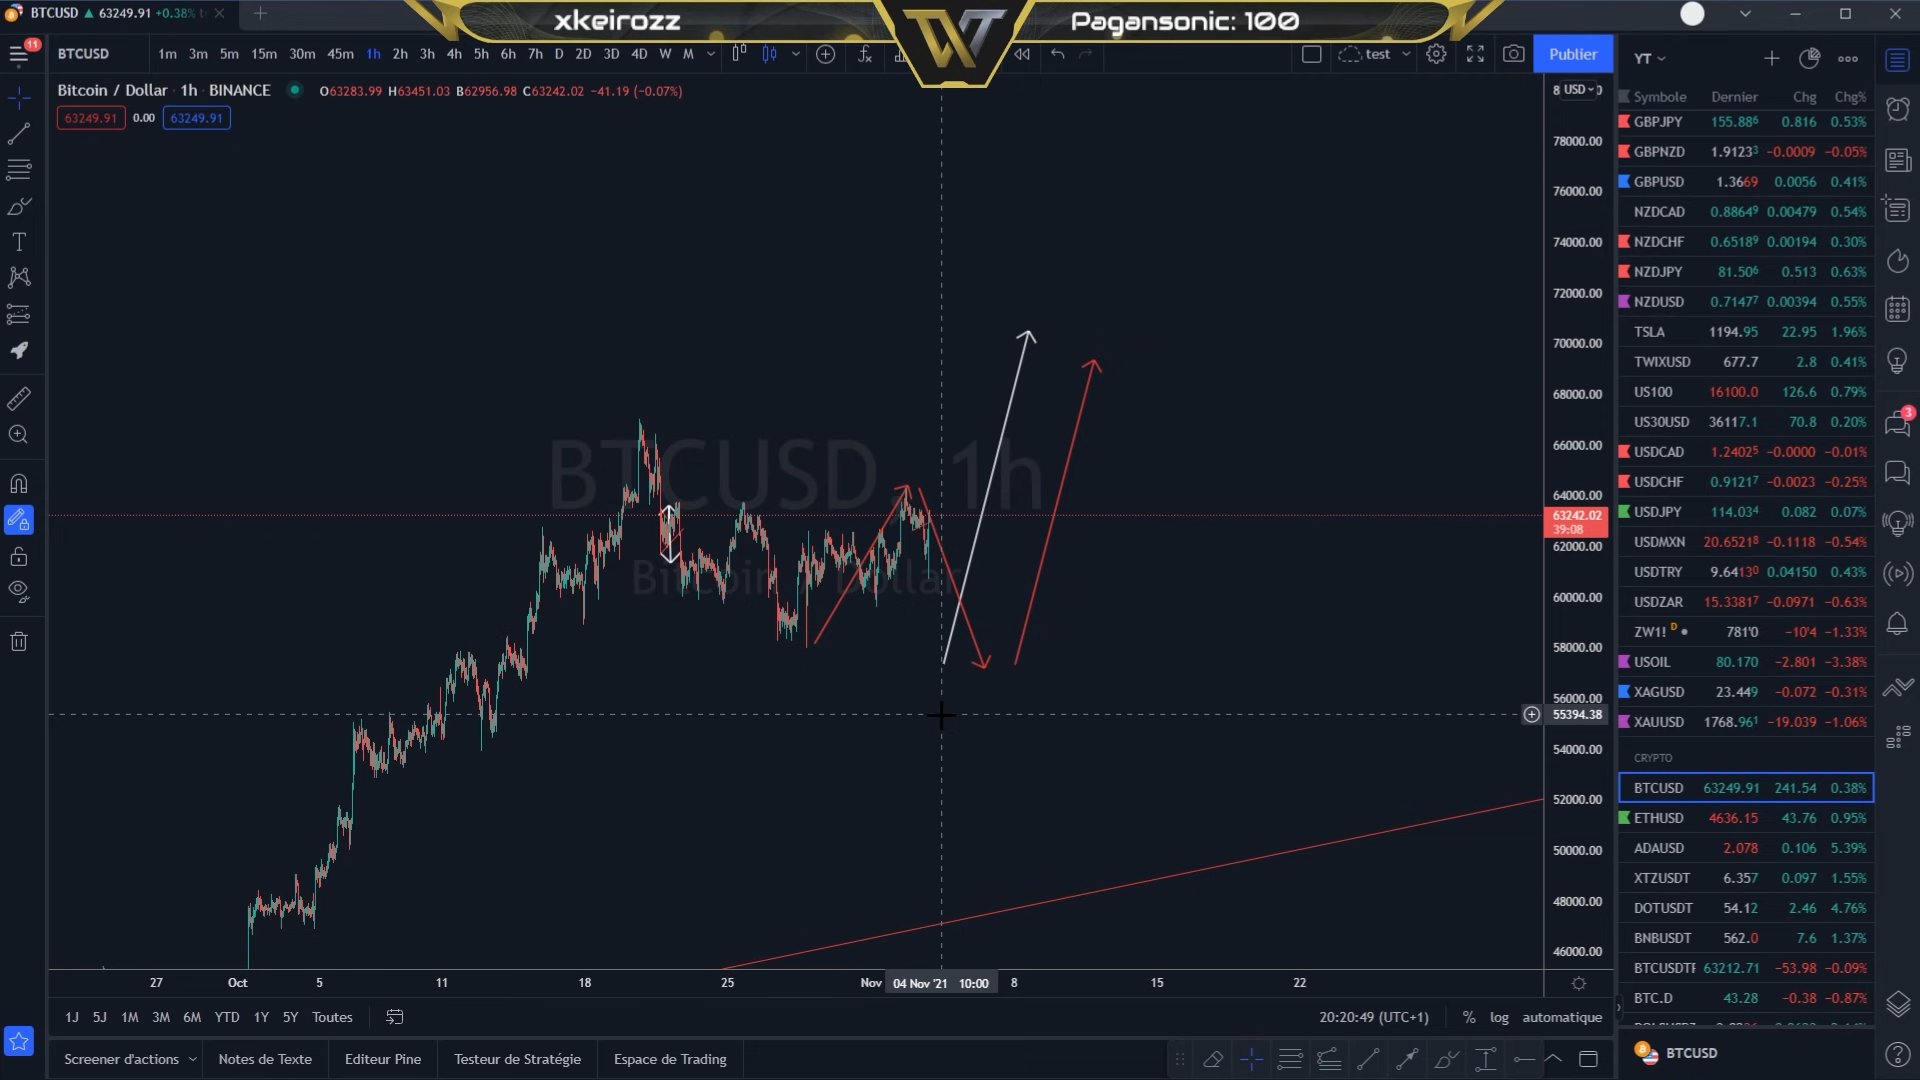 BTCUSD ▲ 63249.91 +0.38%
xkeirozz
Pagansonic: 100
11
BTCUSD
1m 3m 5m 15m 30m 45m 1h 2h 3h 4h 5h 6h 7h D 2D 3D 4D W M
test
Publier
YT
Bitcoin / Dollar · 1h · BINANCE
O63283.99 H63451.03 B62956.98 C63242.02 −41.19 (−0.07%)
63249.91 0.00 63249.91
USD
BTCUSD, 1h
Bitcoin / Dollar
78000.00
76000.00
74000.00
72000.00
70000.00
68000.00
66000.00
64000.00
63242.02
39:08
62000.00
60000.00
58000.00
56000.00
55394.38
54000.00
52000.00
50000.00
48000.00
46000.00
27 Oct 5 11 18 25 Nov 04 Nov '21 10:00 8 15 22
1J 5J 1M 3M 6M YTD 1Y 5Y Toutes
20:20:49 (UTC+1) % log automatique
Screener d'actions Notes de Texte Editeur Pine Testeur de Stratégie Espace de Trading
Symbole Dernier Chg Chg%
GBPJPY 155.886 0.816 0.53%
GBPNZD 1.91233 −0.0009 −0.05%
GBPUSD 1.3669 0.0056 0.41%
NZDCAD 0.88649 0.00479 0.54%
NZDCHF 0.65189 0.00194 0.30%
NZDJPY 81.506 0.513 0.63%
NZDUSD 0.71477 0.00394 0.55%
TSLA 1194.95 22.95 1.96%
TWIXUSD 677.7 2.8 0.41%
US100 16100.0 126.6 0.79%
US30USD 36117.1 70.8 0.20%
USDCAD 1.24025 −0.0000 −0.01%
USDCHF 0.91217 −0.0023 −0.25%
USDJPY 114.034 0.082 0.07%
USDMXN 20.65218 −0.1118 −0.54%
USDTRY 9.64130 0.04150 0.43%
USDZAR 15.33817 −0.0971 −0.63%
ZW1! D 781'0 −10'4 −1.33%
USOIL 80.170 −2.801 −3.38%
XAGUSD 23.449 −0.072 −0.31%
XAUUSD 1768.961 −19.039 −1.06%
CRYPTO
BTCUSD 63249.91 241.54 0.38%
ETHUSD 4636.15 43.76 0.95%
ADAUSD 2.078 0.106 5.39%
XTZUSDT 6.357 0.097 1.55%
DOTUSDT 54.12 2.46 4.76%
BNBUSDT 562.0 7.6 1.37%
BTCUSDTF 63212.71 −53.98 −0.09%
BTC.D 43.28 −0.38 −0.87%
BTCUSD
3